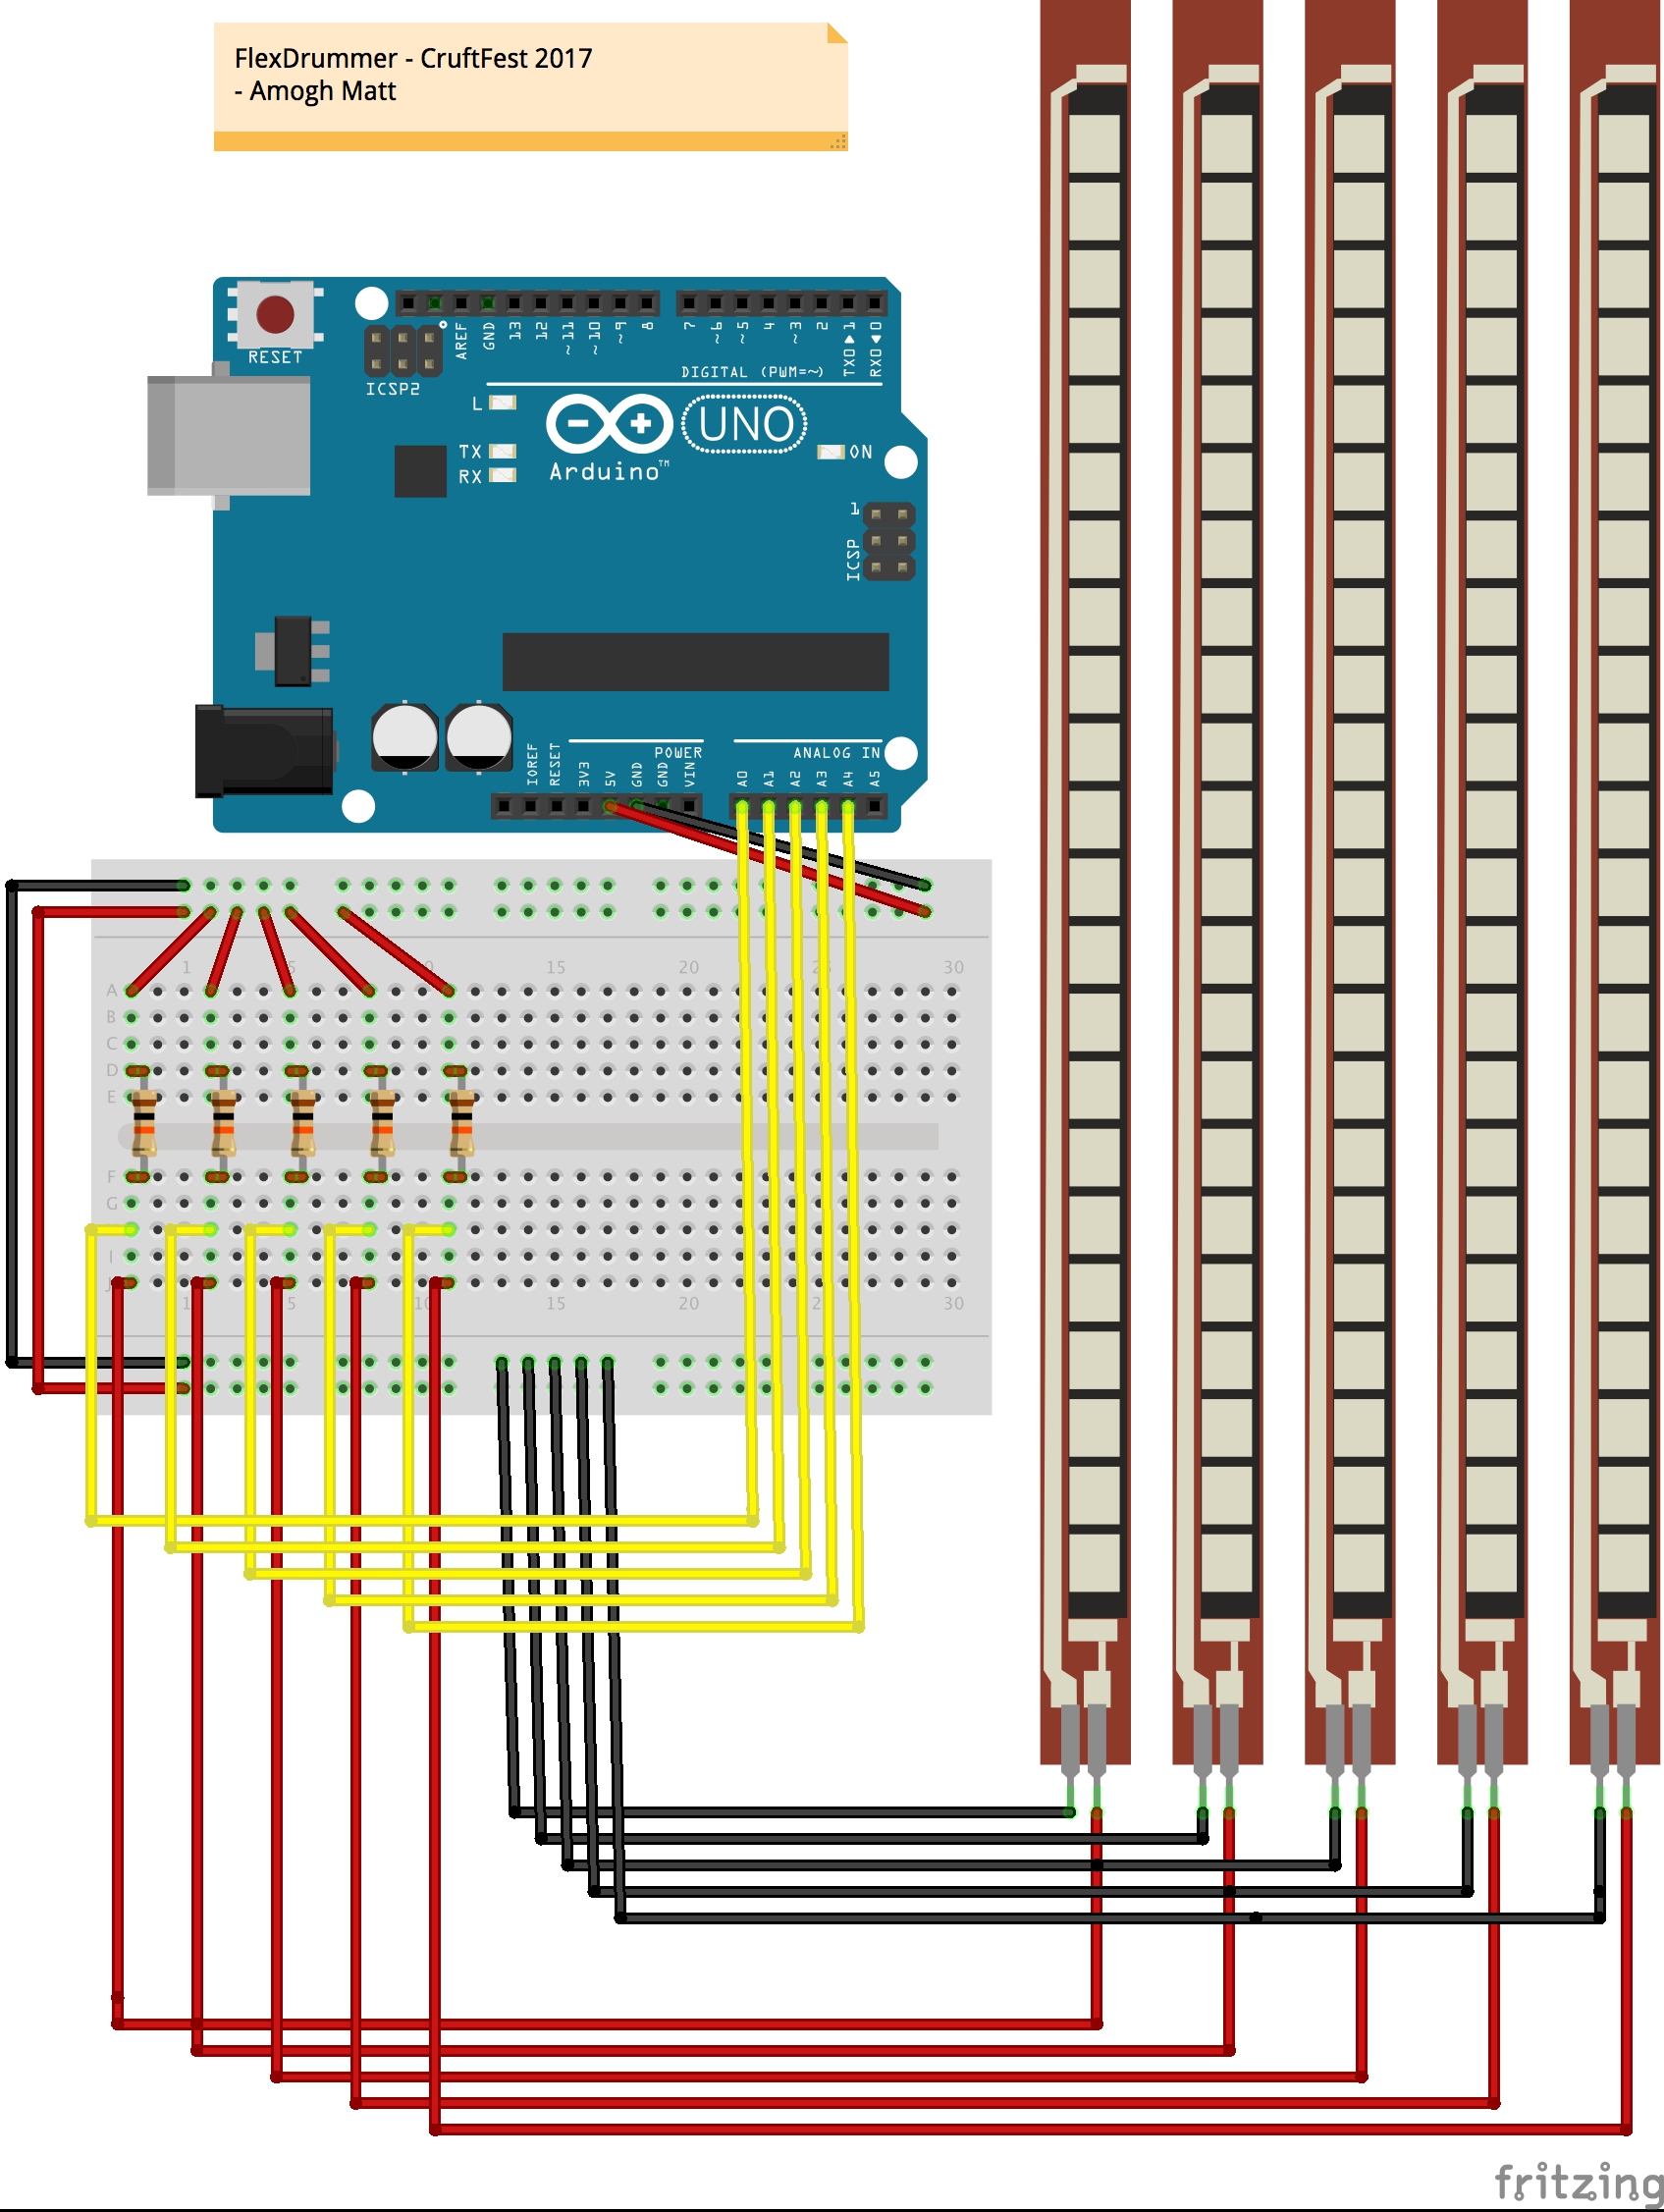 FlexDrummer - CruftFest 2017
- Amogh Matt
RESET
ICSP2
AREF
GND
13
12
~11
~10
~9
8
7
~6
~5
4
~3
2
TX0▶1
RX0◀0
DIGITAL (PWM=~)
L
TX
RX
Arduino™
UNO
ON
1
ICSP
IOREF
RESET
3V3
5V
GND
GND
VIN
POWER
A0
A1
A2
A3
A4
A5
ANALOG IN
1 5 10 15 20 25 30
A
B
C
D
E
F
G
I
J
1 5 10 15 20 2 30
fritzing